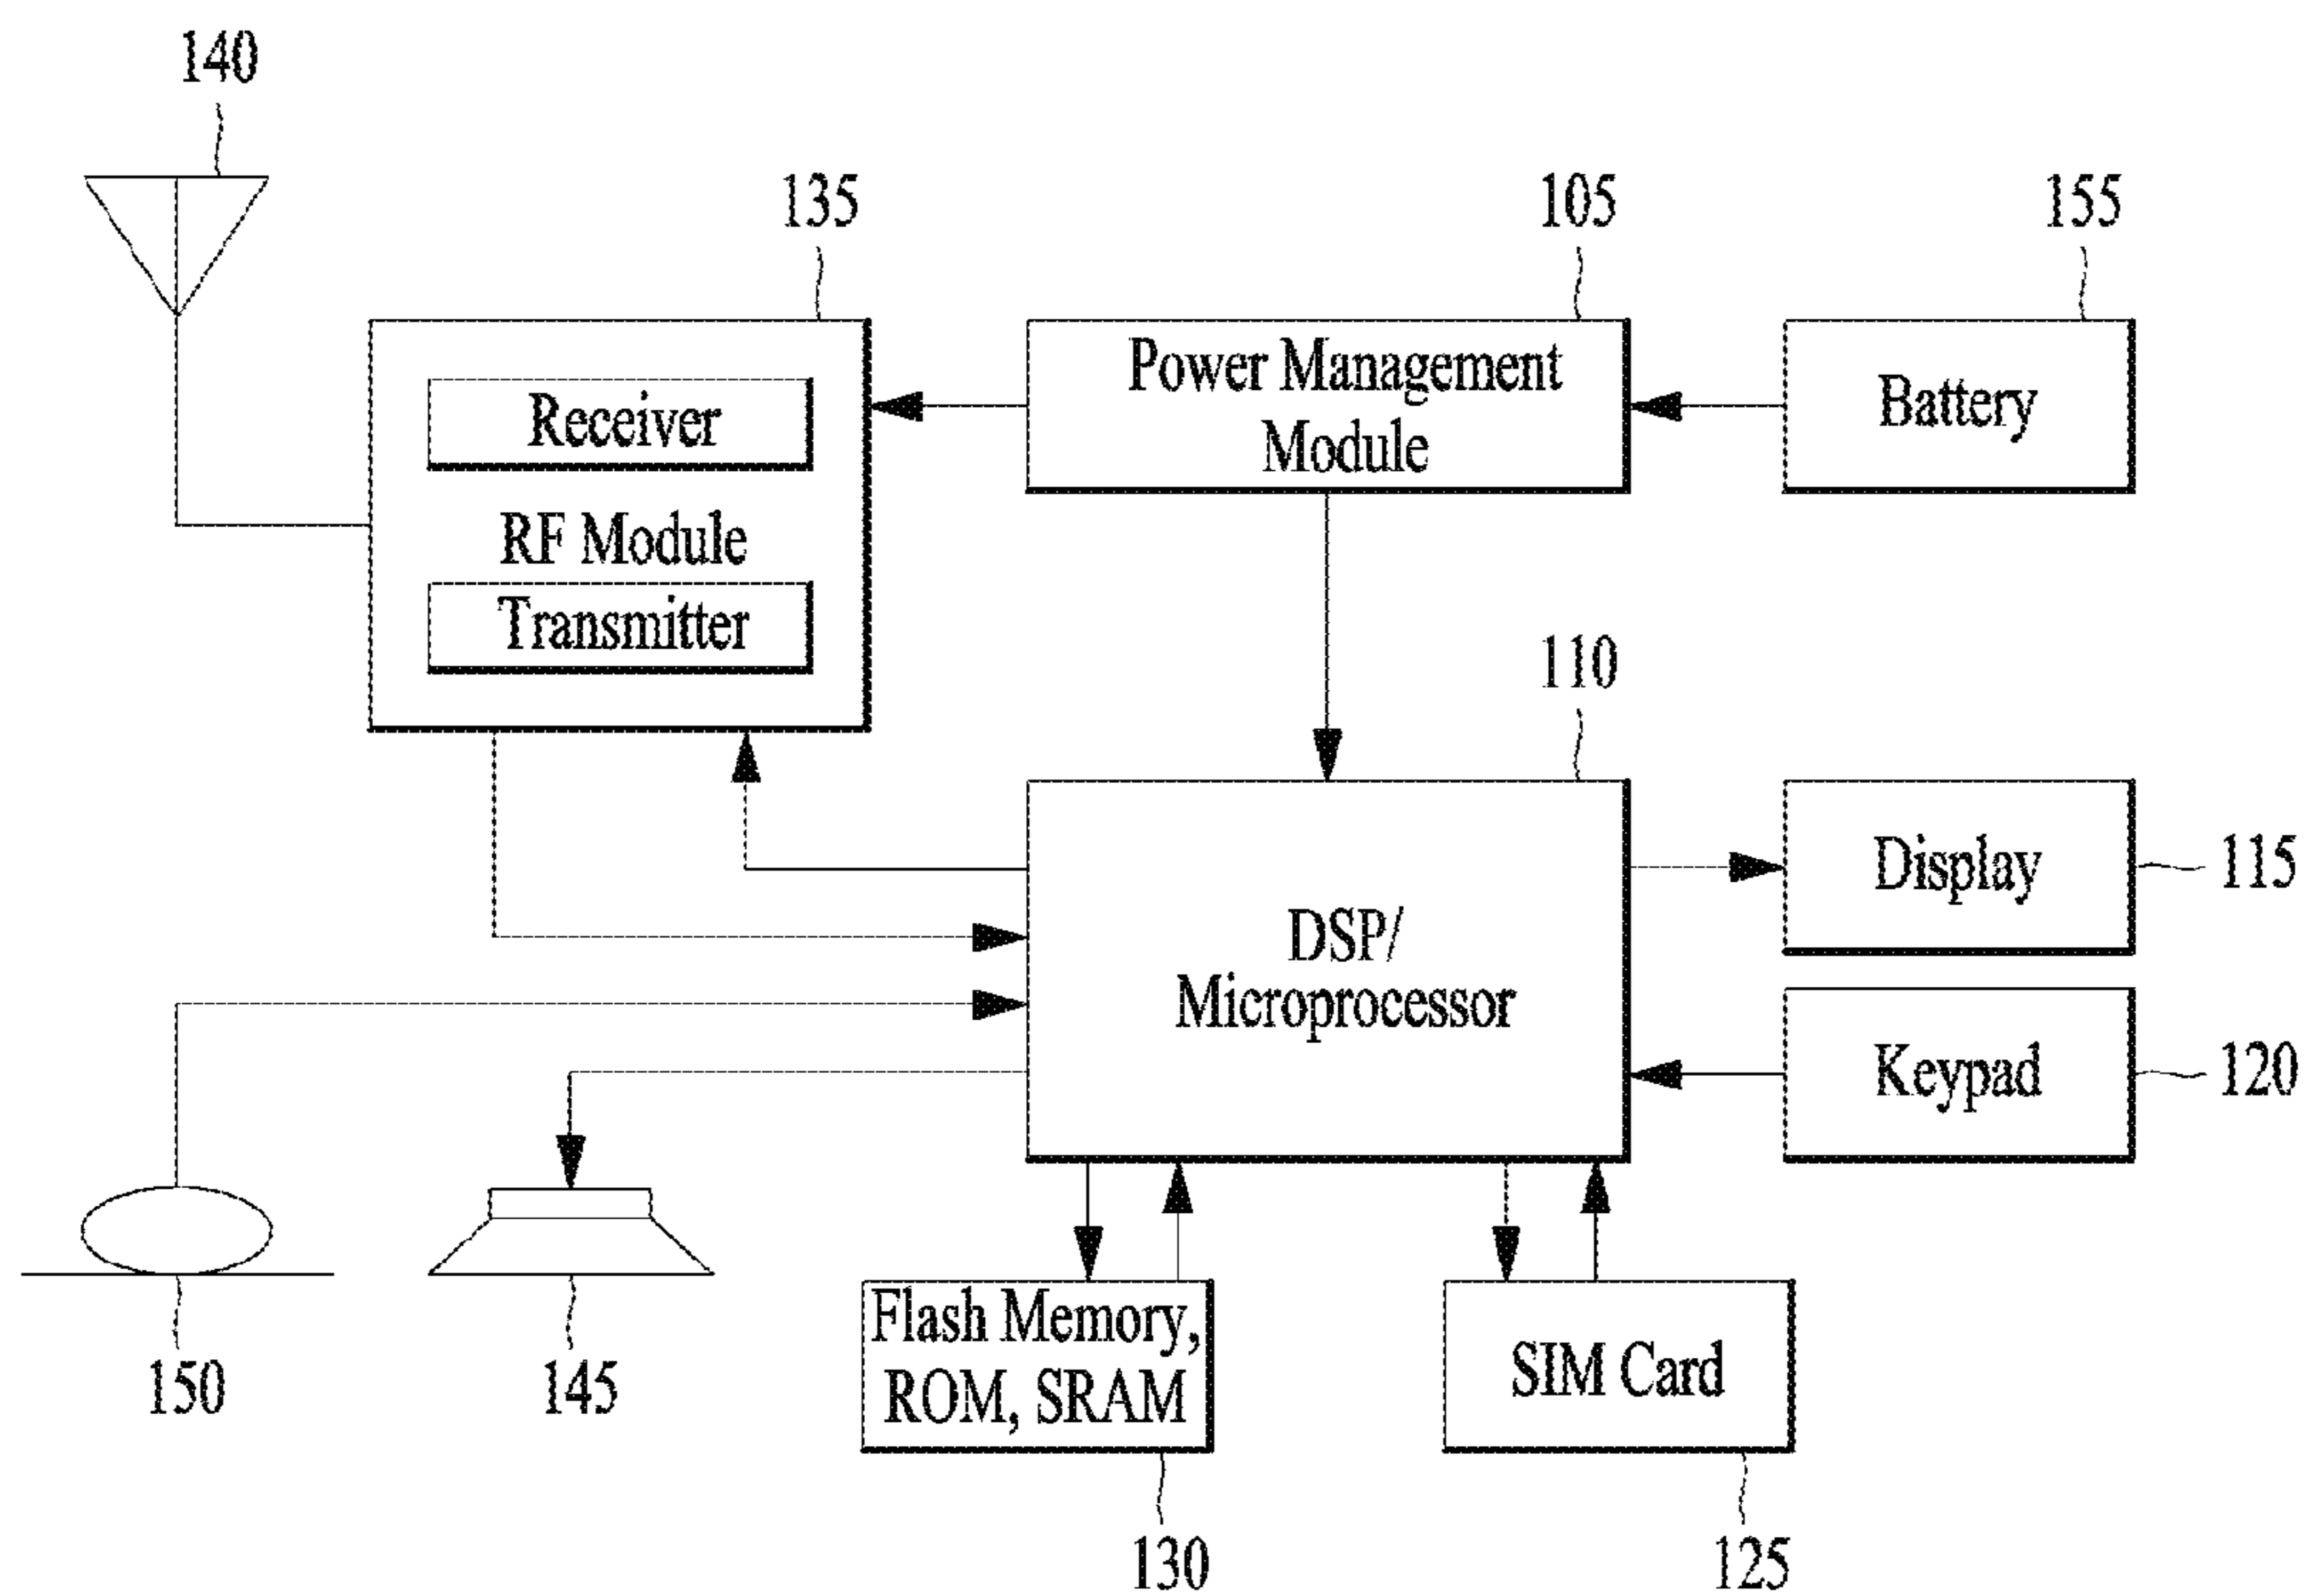 140
135
105
155
Receiver
RF Module
Transmitter
Power Management
Module
Battery
110
DSP/
Microprocessor
Display
115
Keypad
120
150
145
Flash Memory,
ROM, SRAM
SIM Card
130
125